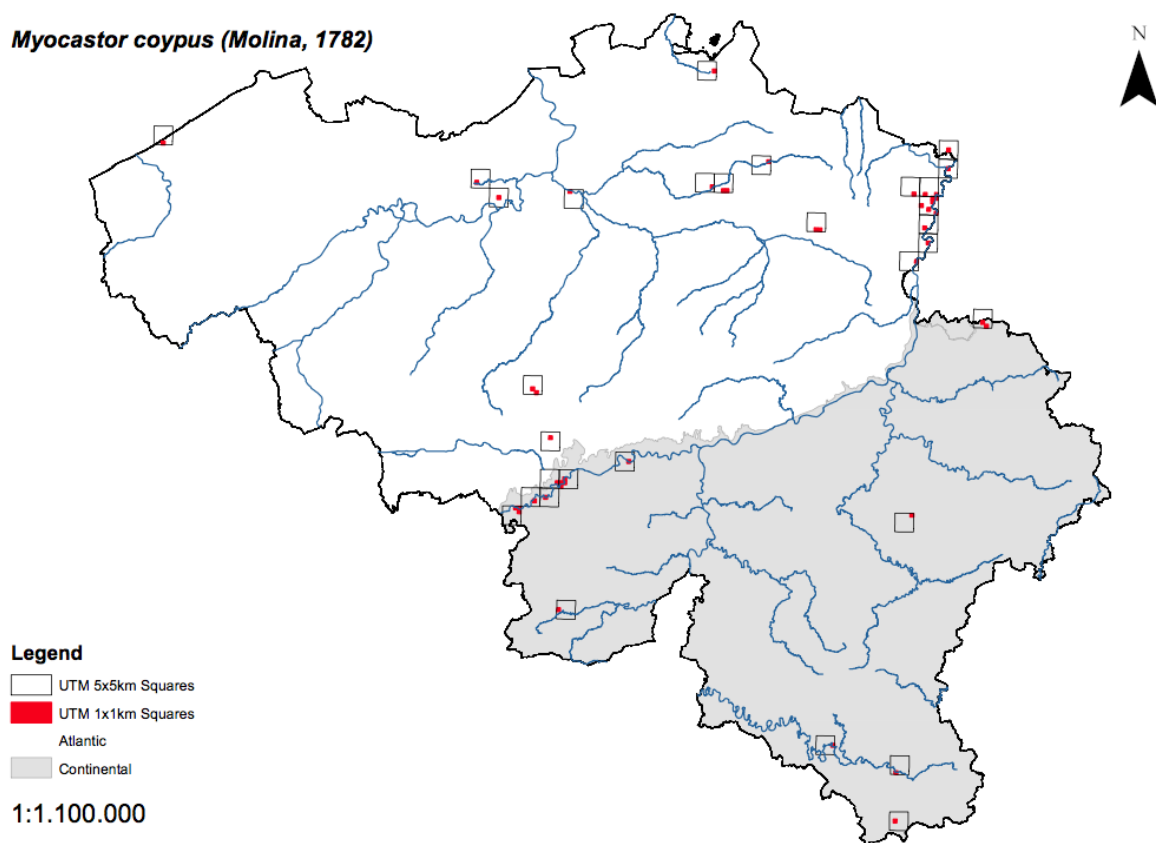 Myocastor coypus (Molina, 1782)
N
Legend
UTM 5x5km Squares
UTM 1x1km Squares
Atlantic
Continental
1:1.100.000